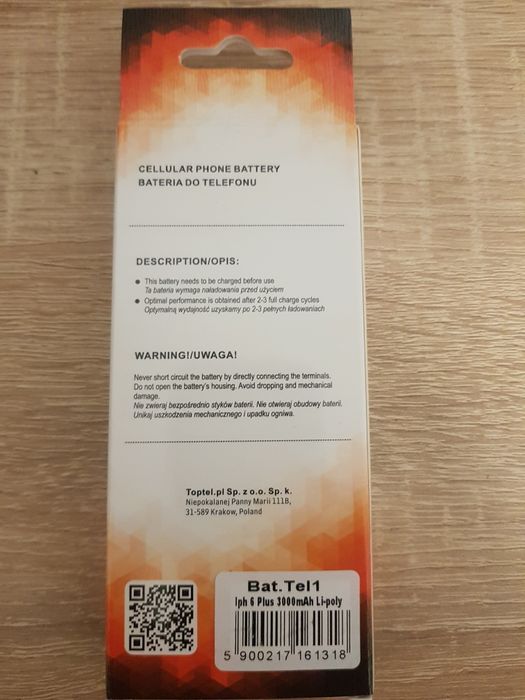 CELLULAR PHONE BATTERY
BATERIA DO TELEFONU
DESCRIPTION/OPIS:
This battery needs to be charged before use
Ta bateria wymaga naładowania przed użyciem
Optimal performance is obtained after 2-3 full charge cycles
Optymalną wydajność uzyskamy po 2-3 pełnych ładowaniach
WARNING!/UWAGA!
Never short circuit the battery by directly connecting the terminals.
Do not open the battery's housing. Avoid dropping and mechanical
damage.
Nie zwieraj bezpośrednio styków baterii. Nie otwieraj obudowy baterii.
Unikaj uszkodzenia mechanicznego i upadku ogniwa.
Toptel.pl Sp. z o.o. Sp. k.
Niepokalanej Panny Marii 111B,
31-589 Krakow, Poland
Bat.Tel1
Iph 6 Plus 3000mAh Li-poly
5 900217 161318